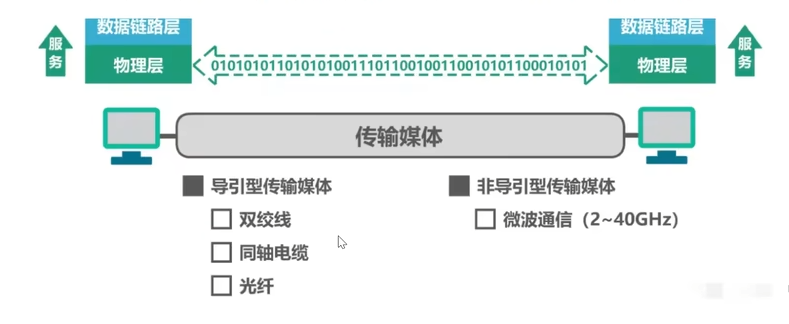 数据链路层
数据链路层
服务
物理层
0101010110101010011101100100110010101100010101
物理层
服务
传输媒体
导引型传输媒体
非导引型传输媒体
双绞线
微波通信（2~40GHz）
同轴电缆
光纤